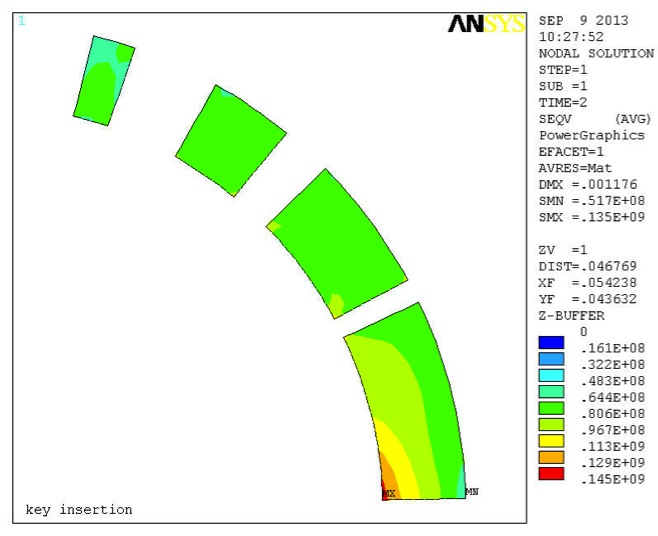 1
ANSYS
SEP  9 2013
10:27:52
NODAL SOLUTION
STEP=1
SUB =1
TIME=2
SEQV     (AVG)
PowerGraphics
EFACET=1
AVRES=Mat
DMX =.001176
SMN =.517E+08
SMX =.135E+09
ZV  =1
DIST=.046769
XF  =.054238
YF  =.043632
Z-BUFFER
0
.161E+08
.322E+08
.483E+08
.644E+08
.806E+08
.967E+08
.113E+09
.129E+09
.145E+09
MX
MN
key insertion